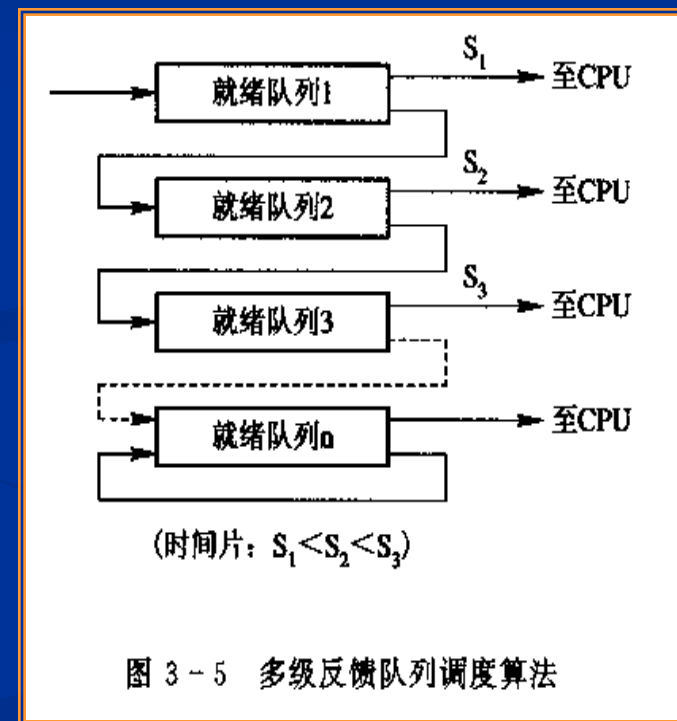 S₁
就绪队列1 至CPU
S₂
就绪队列2 至CPU
S₃
就绪队列3 至CPU
就绪队列n 至CPU
(时间片：S₁<S₂<S₃)
图 3-5 多级反馈队列调度算法